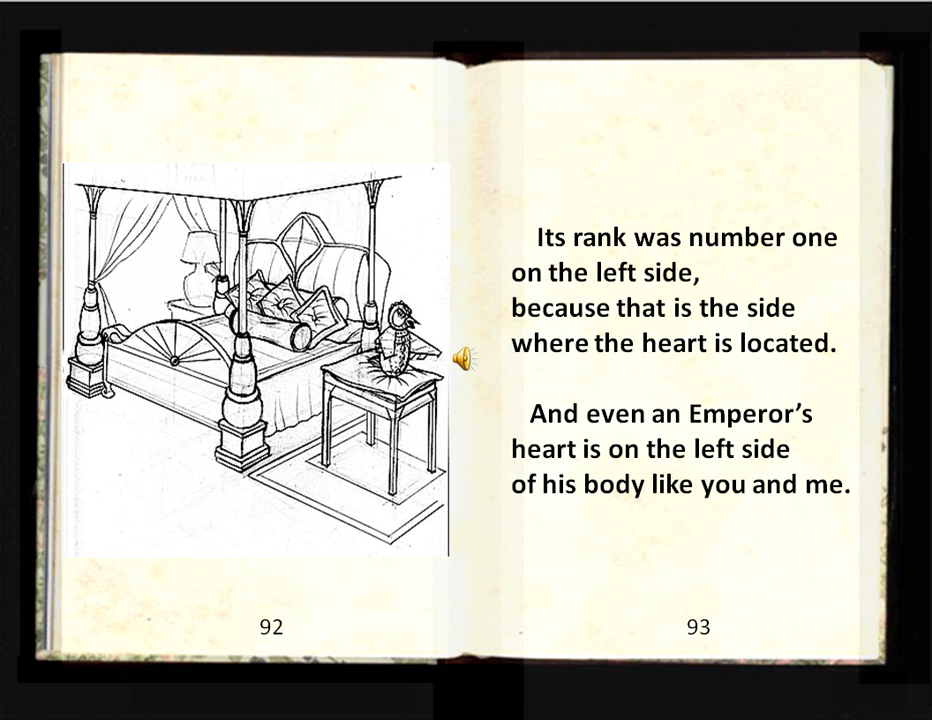 Its rank was number one
on the left side,
because that is the side
where the heart is located.
And even an Emperor’s
heart is on the left side
of his body like you and me.
92
93